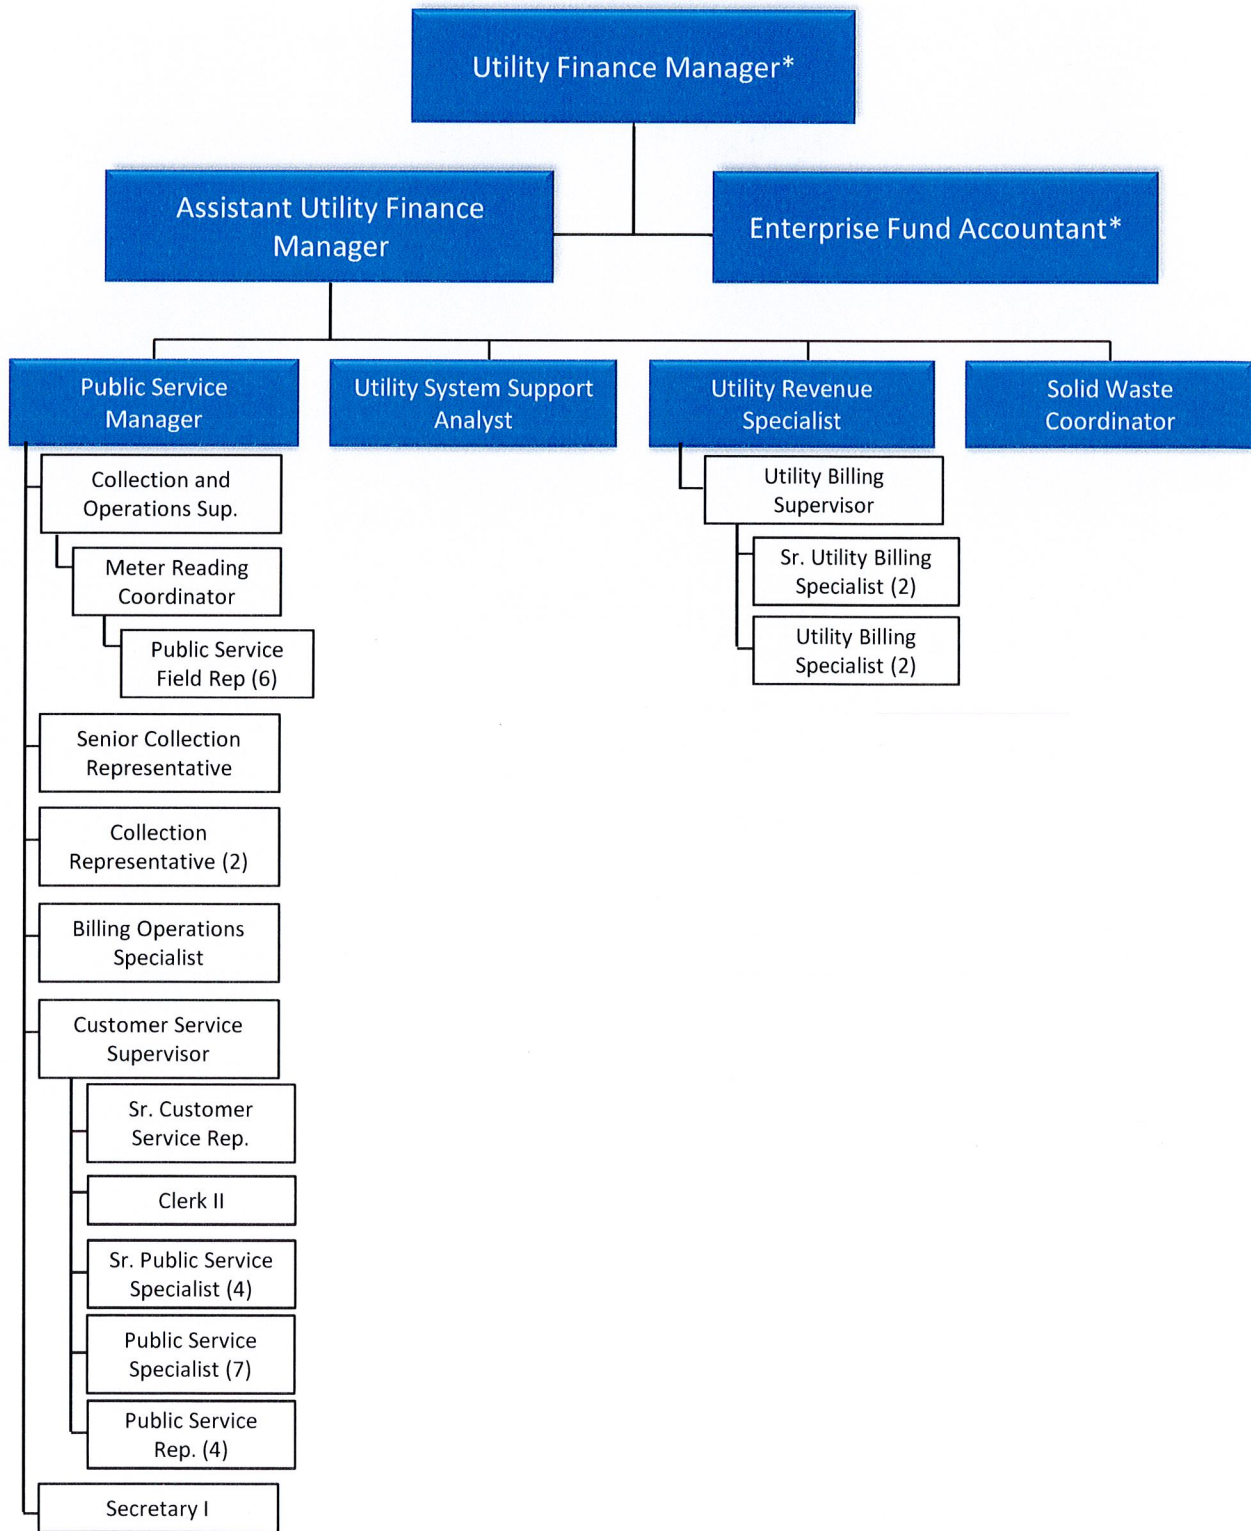 Utility Finance Manager*
Assistant Utility Finance
Manager
Enterprise Fund Accountant*
Public Service
Manager
Utility System Support
Analyst
Utility Revenue
Specialist
Solid Waste
Coordinator
Collection and
Operations Sup.
Meter Reading
Coordinator
Public Service
Field Rep (6)
Senior Collection
Representative
Collection
Representative (2)
Billing Operations
Specialist
Customer Service
Supervisor
Sr. Customer
Service Rep.
Clerk II
Sr. Public Service
Specialist (4)
Public Service
Specialist (7)
Public Service
Rep. (4)
Secretary I
Utility Billing
Supervisor
Sr. Utility Billing
Specialist (2)
Utility Billing
Specialist (2)